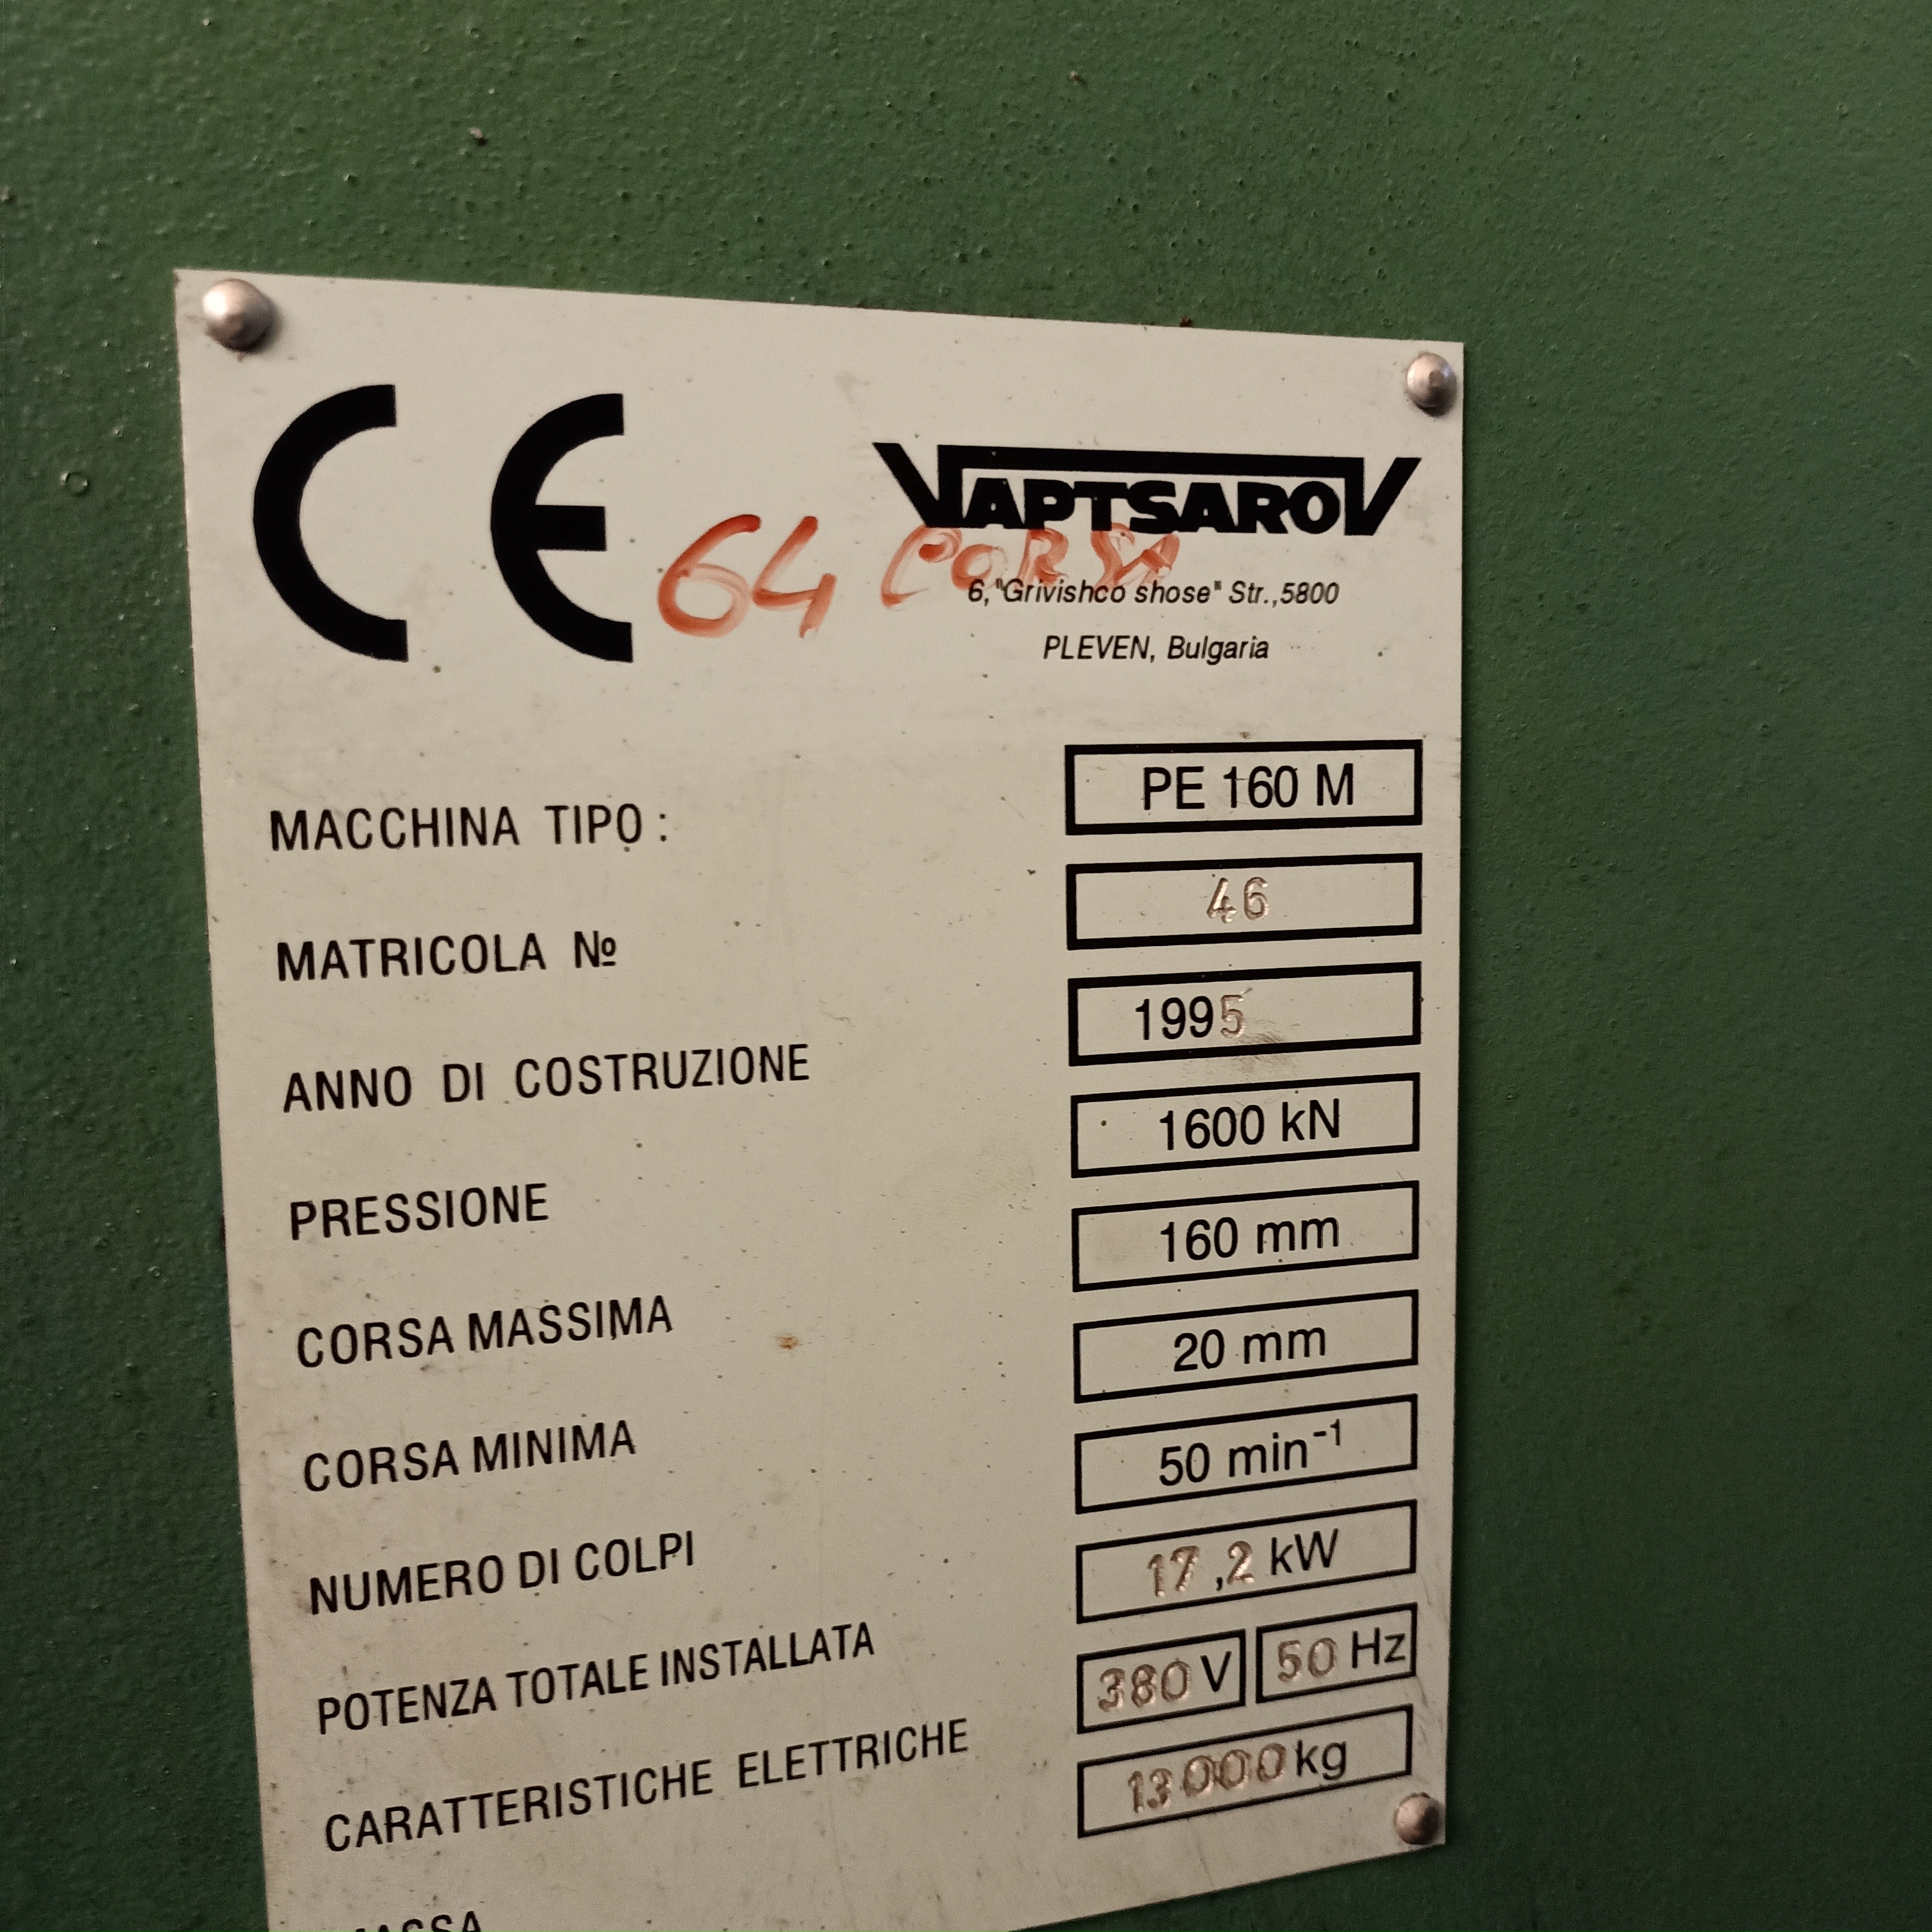 CE
VAPTSAROV
64 CORSA
6, "Grivishco shose" Str.,5800
PLEVEN, Bulgaria
MACCHINA TIPO : PE 160 M
MATRICOLA № 46
ANNO DI COSTRUZIONE 1995
PRESSIONE 1600 kN
CORSA MASSIMA 160 mm
CORSA MINIMA 20 mm
NUMERO DI COLPI 50 min⁻¹
POTENZA TOTALE INSTALLATA 17,2 kW
CARATTERISTICHE ELETTRICHE 380 V 50 Hz
MASSA 13000 kg